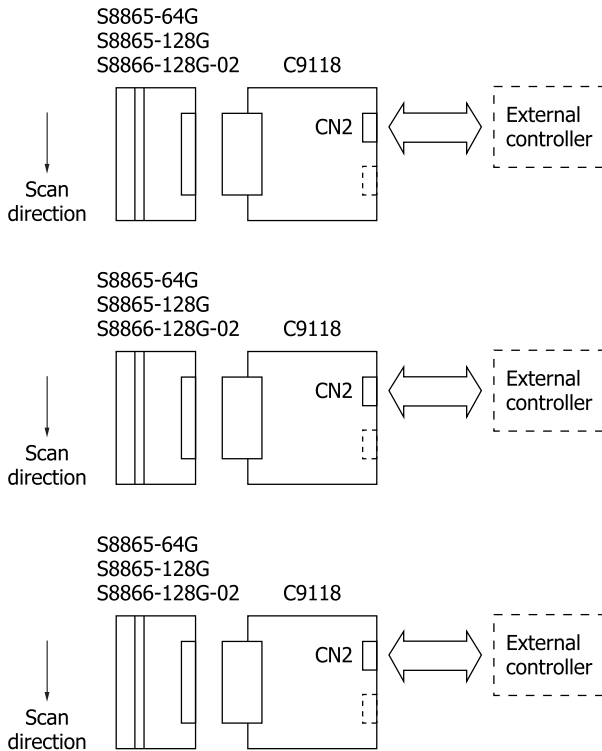 S8865-64G
S8865-128G
S8866-128G-02 C9118
CN2
External
controller
Scan
direction
S8865-64G
S8865-128G
S8866-128G-02 C9118
CN2
External
controller
Scan
direction
S8865-64G
S8865-128G
S8866-128G-02 C9118
CN2
External
controller
Scan
direction